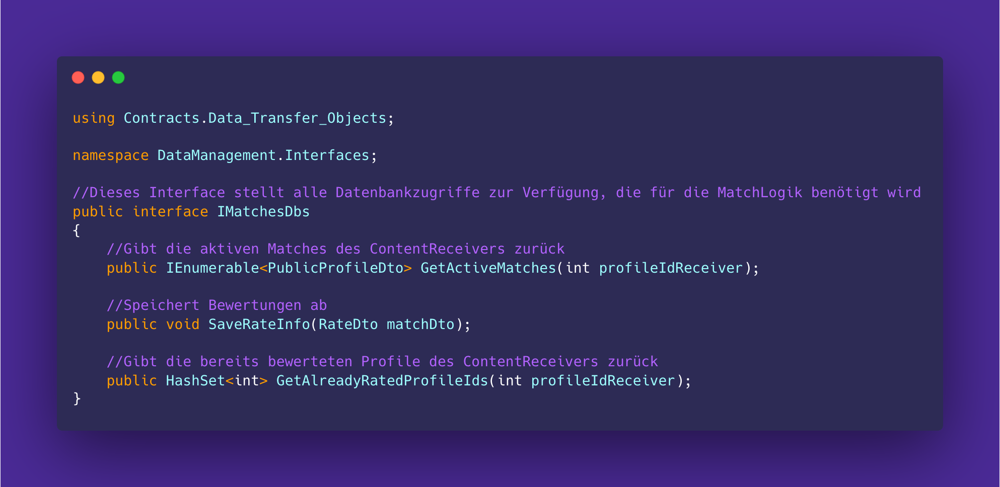 using Contracts.Data_Transfer_Objects;
namespace DataManagement.Interfaces;
//Dieses Interface stellt alle Datenbankzugriffe zur Verfügung, die für die MatchLogik benötigt wird
public interface IMatchesDbs
{
    //Gibt die aktiven Matches des ContentReceivers zurück
    public IEnumerable<PublicProfileDto> GetActiveMatches(int profileIdReceiver);
    //Speichert Bewertungen ab
    public void SaveRateInfo(RateDto matchDto);
    //Gibt die bereits bewerteten Profile des ContentReceivers zurück
    public HashSet<int> GetAlreadyRatedProfileIds(int profileIdReceiver);
}